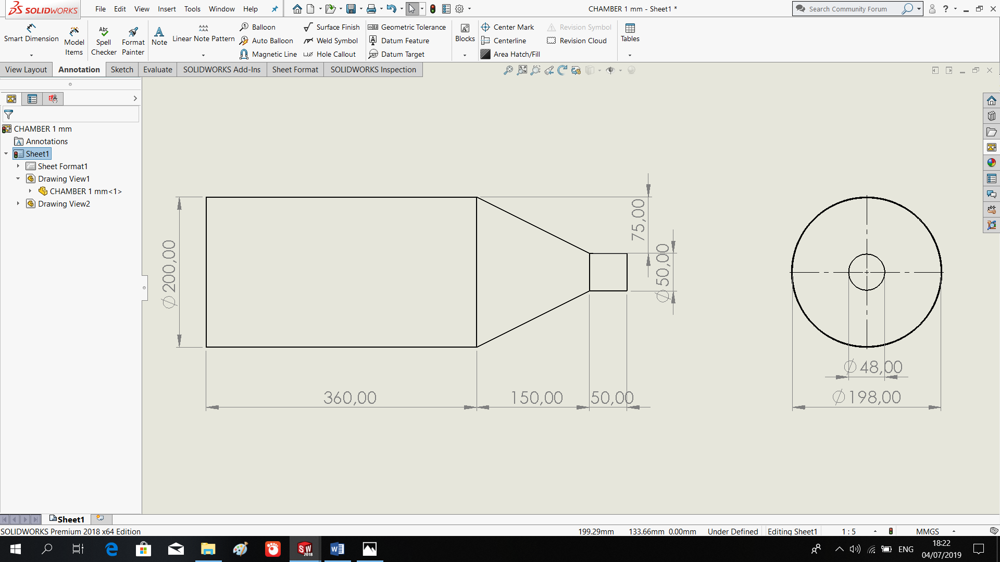 SOLIDWORKS File Edit View Insert Tools Window Help CHAMBER 1 mm - Sheet1 * Search Community Forum
Smart Dimension
Model Items
Spell Checker
Format Painter
Note
Linear Note Pattern
Balloon
Auto Balloon
Magnetic Line
Surface Finish
Weld Symbol
Hole Callout
Geometric Tolerance
Datum Feature
Datum Target
Blocks
Center Mark
Centerline
Area Hatch/Fill
Revision Symbol
Revision Cloud
Tables
View Layout Annotation Sketch Evaluate SOLIDWORKS Add-Ins Sheet Format SOLIDWORKS Inspection
CHAMBER 1 mm
Annotations
Sheet1
Sheet Format1
Drawing View1
CHAMBER 1 mm<1>
Drawing View2
∅200,00
75,00
∅50,00
360,00
150,00
50,00
∅48,00
∅198,00
Sheet1
SOLIDWORKS Premium 2018 x64 Edition 199.29mm 133.66mm 0.00mm Under Defined Editing Sheet1 1 : 5 MMGS
SW 2018
ENG
18:22
04/07/2019